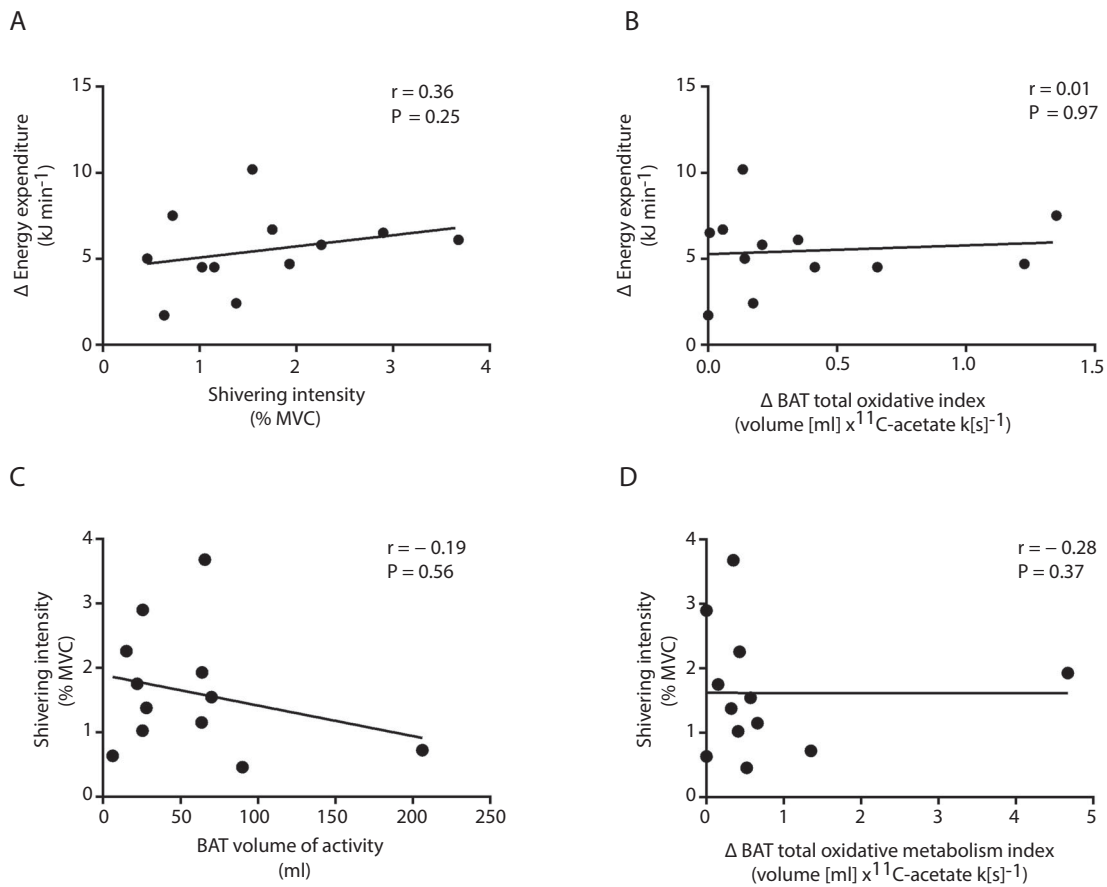 A
r = 0.36
P = 0.25
Δ Energy expenditure
(kJ min-1)
15
10
5
0
0 1 2 3 4
Shivering intensity
(% MVC)
B
r = 0.01
P = 0.97
Δ Energy expenditure
(kJ min-1)
15
10
5
0
0.0 0.5 1.0 1.5
Δ BAT total oxidative index
(volume [ml] x11C-acetate k[s]-1)
C
r = − 0.19
P = 0.56
Shivering intensity
(% MVC)
4
3
2
1
0
0 50 100 150 200 250
BAT volume of activity
(ml)
D
r = − 0.28
P = 0.37
Shivering intensity
(% MVC)
4
3
2
1
0
0 1 2 3 4 5
Δ BAT total oxidative metabolism index
(volume [ml] x11C-acetate k[s]-1)